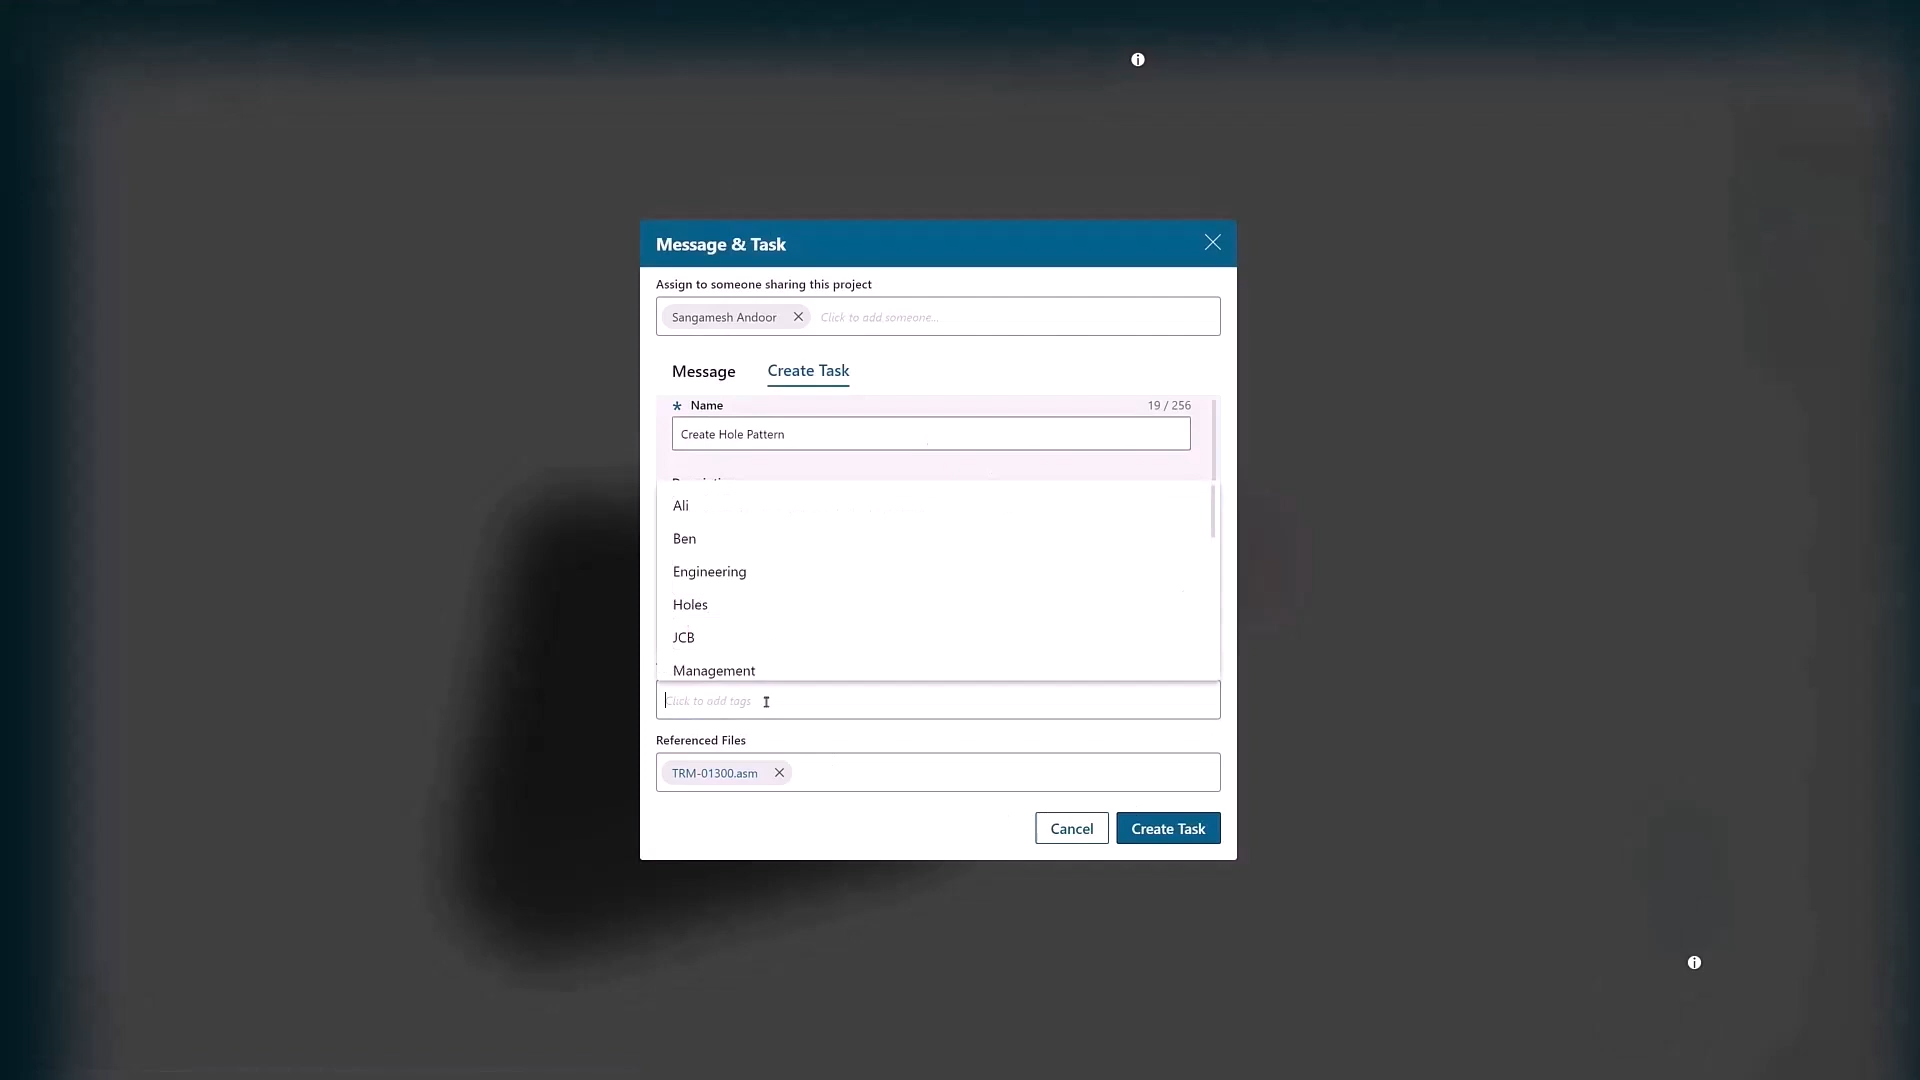 Message & Task
Assign to someone sharing this project
Sangamesh Andoor
Click to add someone...
Message
Create Task
* Name
19 / 256
Create Hole Pattern
Ali
Ben
Engineering
Holes
JCB
Management
Click to add tags
Referenced Files
TRM-01300.asm
Cancel
Create Task